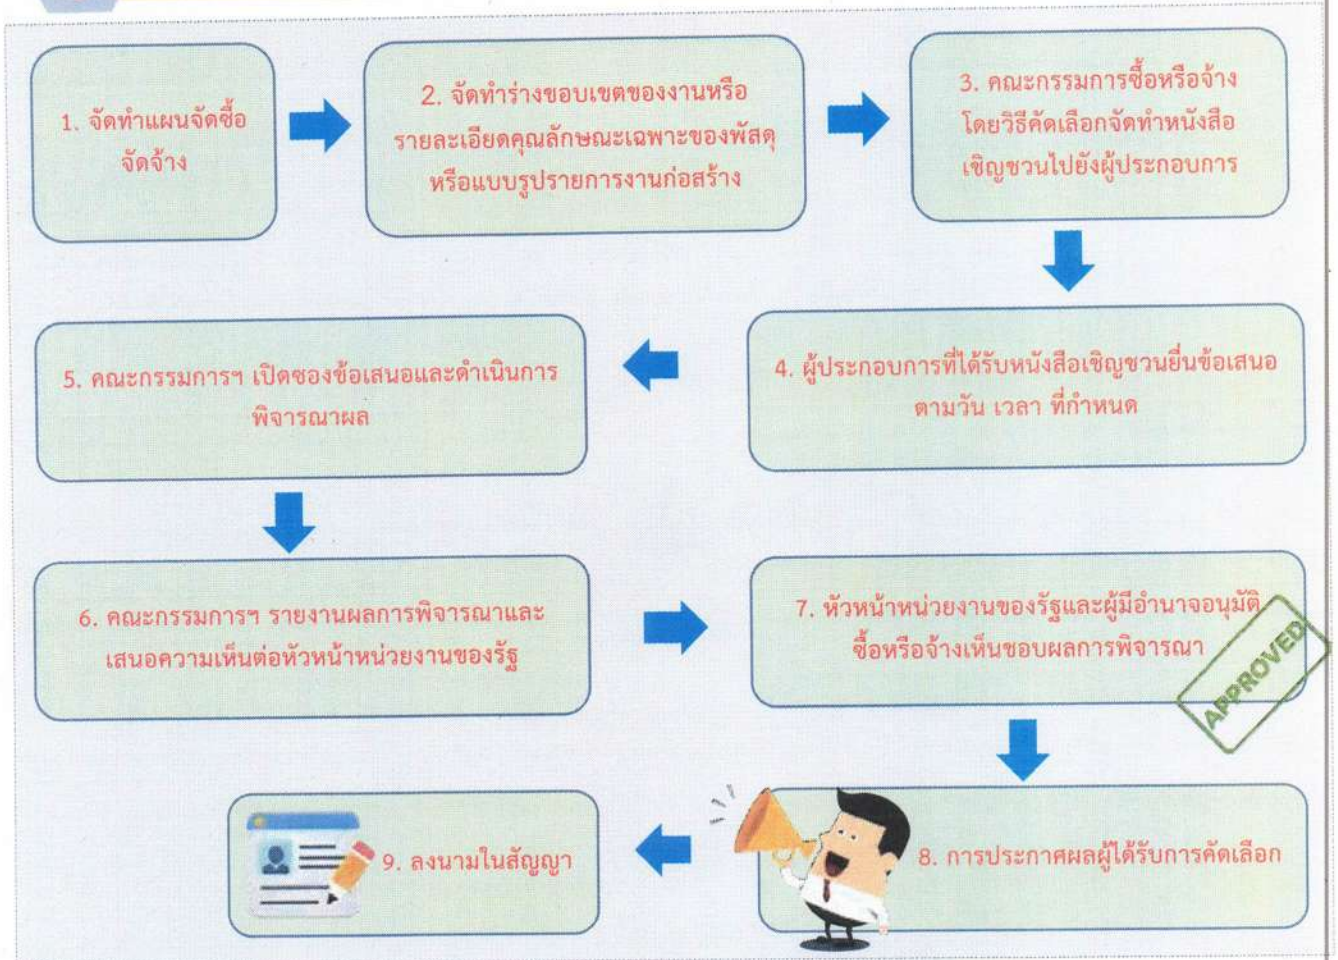 1. จัดทำแผนจัดซื้อ
จัดจ้าง
2. จัดทำร่างขอบเขตของงานหรือ
รายละเอียดคุณลักษณะเฉพาะของพัสดุ
หรือแบบรูปรายการงานก่อสร้าง
3. คณะกรรมการซื้อหรือจ้าง
โดยวิธีคัดเลือกจัดทำหนังสือ
เชิญชวนไปยังผู้ประกอบการ
4. ผู้ประกอบการที่ได้รับหนังสือเชิญชวนยื่นข้อเสนอ
ตามวัน เวลา ที่กำหนด
5. คณะกรรมการฯ เปิดซองข้อเสนอและดำเนินการ
พิจารณาผล
6. คณะกรรมการฯ รายงานผลการพิจารณาและ
เสนอความเห็นต่อหัวหน้าหน่วยงานของรัฐ
7. หัวหน้าหน่วยงานของรัฐและผู้มีอำนาจอนุมัติ
ซื้อหรือจ้างเห็นชอบผลการพิจารณา
APPROVED
8. การประกาศผลผู้ได้รับการคัดเลือก
9. ลงนามในสัญญา